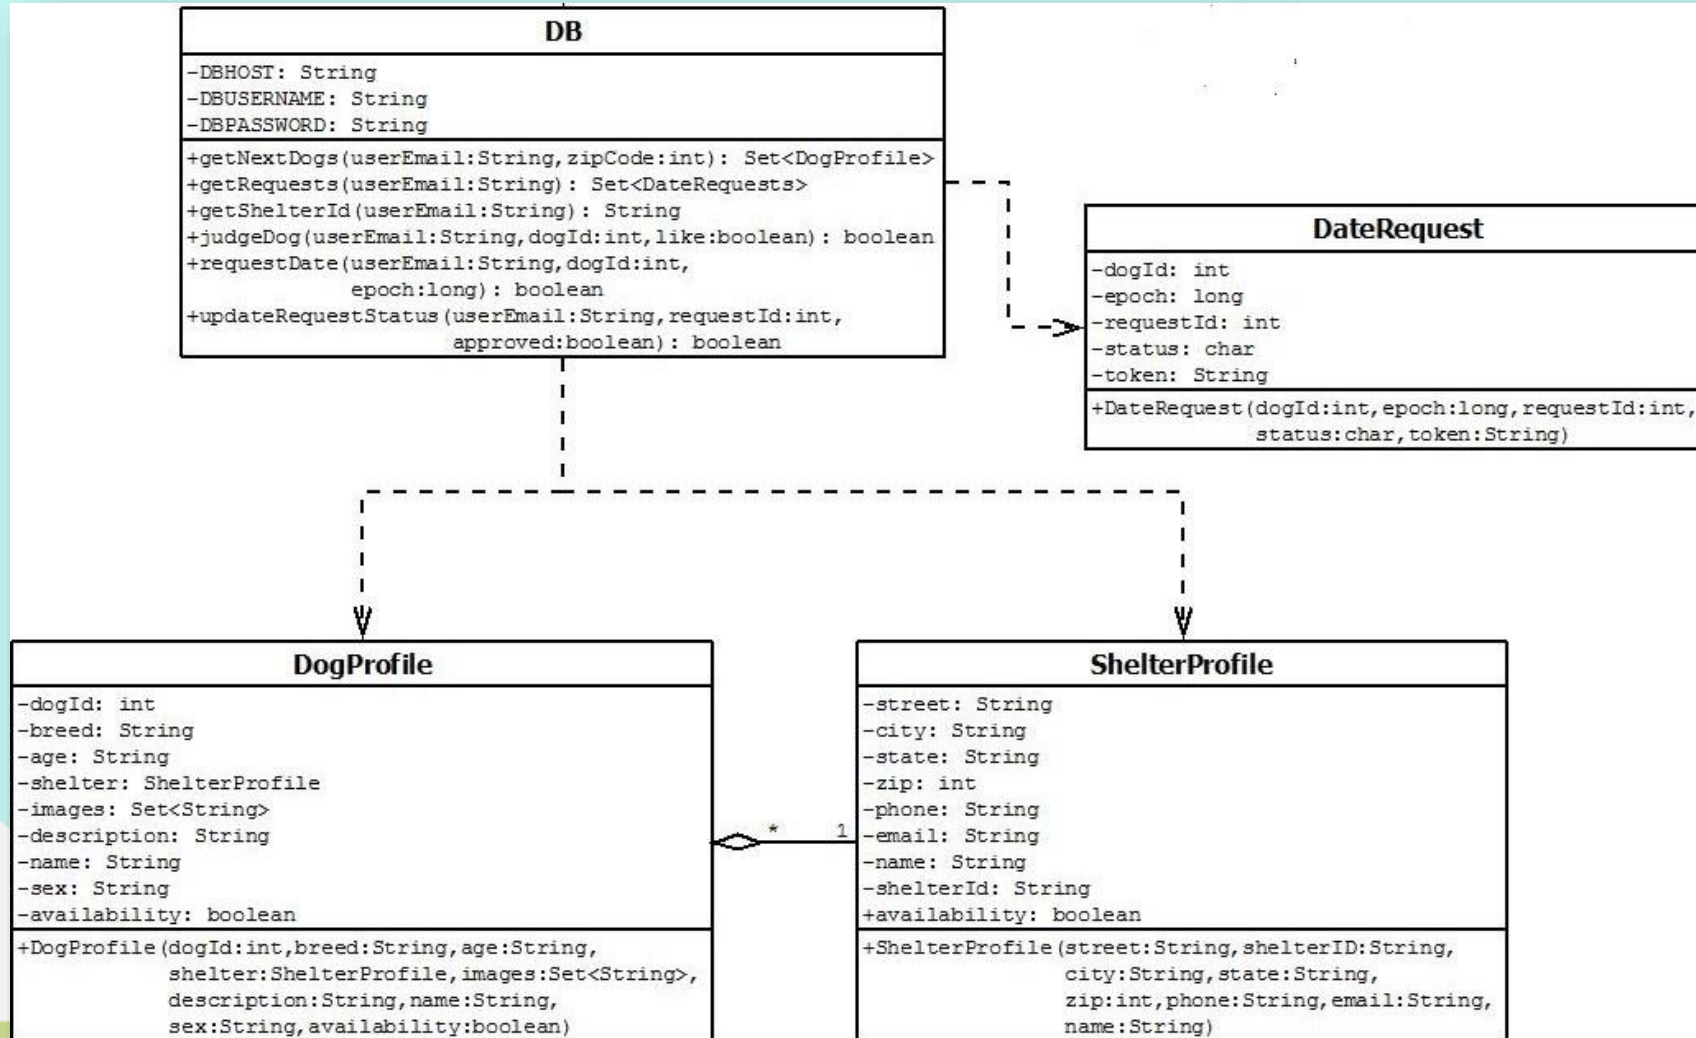 DB
-DBHOST: String
-DBUSERNAME: String
-DBPASSWORD: String
+getNextDogs(userEmail:String,zipCode:int): Set<DogProfile>
+getRequests(userEmail:String): Set<DateRequests>
+getShelterId(userEmail:String): String
+judgeDog(userEmail:String,dogId:int,like:boolean): boolean
+requestDate(userEmail:String,dogId:int,
epoch:long): boolean
+updateRequestStatus(userEmail:String,requestId:int,
approved:boolean): boolean
DateRequest
-dogId: int
-epoch: long
-requestId: int
-status: char
-token: String
+DateRequest(dogId:int,epoch:long,requestId:int,
status:char,token:String)
DogProfile
-dogId: int
-breed: String
-age: String
-shelter: ShelterProfile
-images: Set<String>
-description: String
-name: String
-sex: String
-availability: boolean
+DogProfile(dogId:int,breed:String,age:String,
shelter:ShelterProfile,images:Set<String>,
description:String,name:String,
sex:String,availability:boolean)
* 1
ShelterProfile
-street: String
-city: String
-state: String
-zip: int
-phone: String
-email: String
-name: String
-shelterId: String
+availability: boolean
+ShelterProfile(street:String,shelterID:String,
city:String,state:String,
zip:int,phone:String,email:String,
name:String)